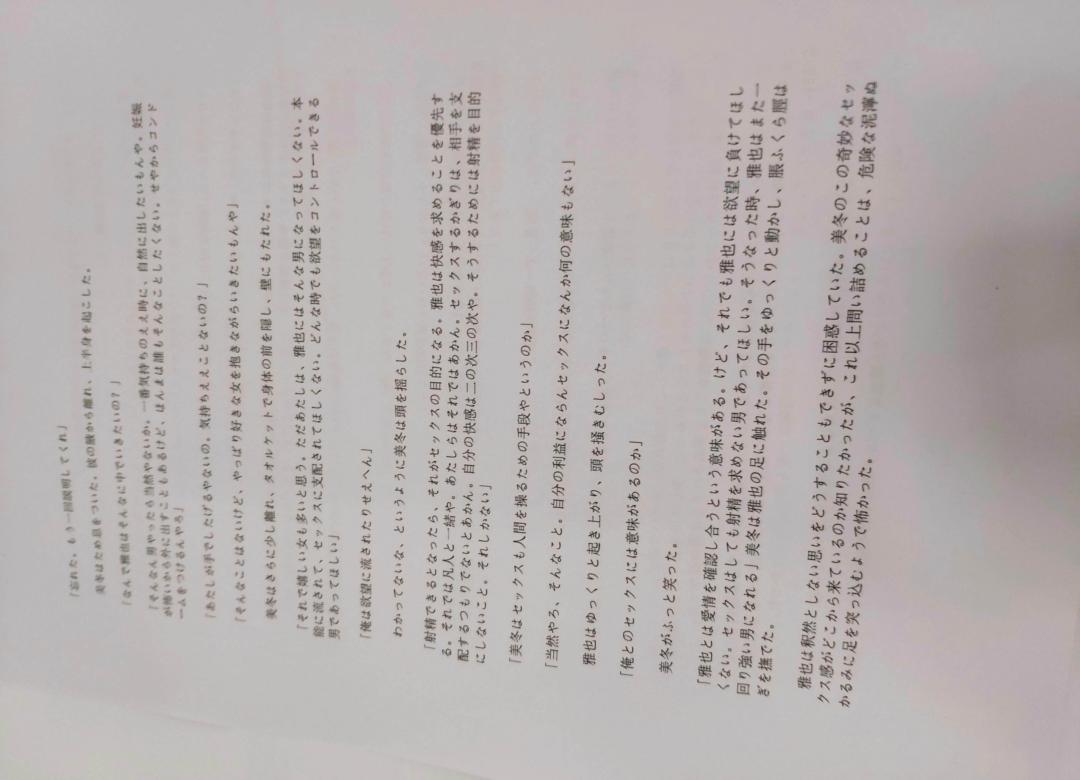 「忘れた。もう一回説明してくれ」
美冬はため息をついた。彼の腋から離れ、上半身を起こした。
「なんで雅也はそんなに中でいきたいの？」
「そんなん男やったら当然やないか。一番気持ちのええ時に、自然に出したいもんや。妊娠
が怖いから外に出すこともあるけど、ほんまは誰もそんなことしたくない。せやからコンド
ームをつけるんやろ」
「あたしが手でしたげるやないの。気持ちええことないの？」
「そんなことはないけど、やっぱり好きな女を抱きながらいきたいもんや」
美冬はさらに少し離れ、タオルケットで身体の前を隠し、壁にもたれた。
「それで嬉しい女も多いと思う。ただあたしは、雅也にはそんな男になってほしくない。本
能に流されて、セックスに支配されてほしくない。どんな時でも欲望をコントロールできる
男であってほしい」
「俺は欲望に流されたりせえへん」
わかってないな、というように美冬は頭を揺らした。
「射精できるとなったら、それがセックスの目的になる。雅也は快感を求めることを優先す
る。それでは凡人と一緒や。あたしらはそれではあかん。セックスするかぎりは、相手を支
配するつもりでないとあかん。自分の快感は二の次三の次や。そうするためには射精を目的
にしないこと。それしかない」
「美冬はセックスも人間を操るための手段やというのか」
「当然やろ、そんなこと。自分の利益にならんセックスになんか何の意味もない」
雅也はゆっくりと起き上がり、頭を掻きむしった。
「俺とのセックスには意味があるのか」
美冬がふっと笑った。
「雅也とは愛情を確認し合うという意味がある。けど、それでも雅也には欲望に負けてほし
くない。セックスはしても射精を求めない男であってほしい。そうなった時、雅也はまた一
回り強い男になれる」美冬は雅也の足に触れた。その手をゆっくりと動かし、脹ふくら脛は
ぎを撫でた。
雅也は釈然としない思いをどうすることもできずに困惑していた。美冬のこの奇妙なセッ
クス感がどこから来ているのか知りたかったが、これ以上問い詰めることは、危険な泥濘ぬ
かるみに足を突っ込むようで怖かった。